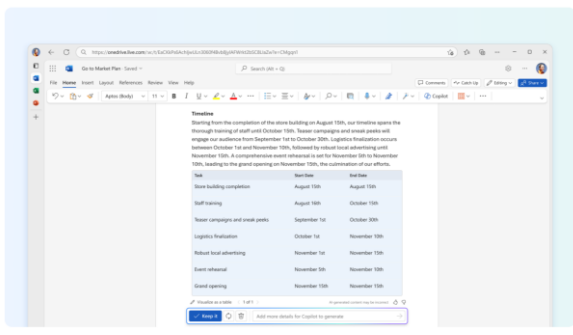 https://onedrive.live.com
Go to Market Plan - Saved
Search (Alt + Q)
File Home Insert Layout References Review View Help
Comments Catch Up Editing Share
Aptos (Body) 11 B I U A Copilot
Timeline
Starting from the completion of the store building on August 15th, our timeline spans the
thorough training of staff until October 15th. Teaser campaigns and sneak peeks will
engage our audience from September 1st to October 30th. Logistics finalization occurs
between October 1st and November 10th, followed by robust local advertising until
November 15th. A comprehensive event rehearsal is set for November 5th to November
10th, leading to the grand opening on November 15th, the culmination of our efforts.
Task Start Date End Date
Store building completion August 15th August 15th
Staff training August 16th October 15th
Teaser campaigns and sneak peeks September 1st October 30th
Logistics finalization October 1st November 10th
Robust local advertising November 1st November 15th
Event rehearsal November 5th November 10th
Grand opening November 15th November 15th
Visualize as a table 1 of 1 AI-generated content may be incorrect
Keep it Add more details for Copilot to generate